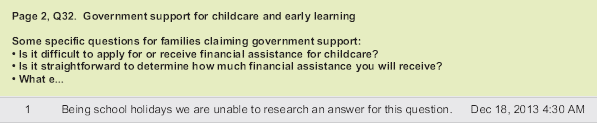 Page 2, Q32. Government support for childcare and early learning
Some specific questions for families claiming government support:
• Is it difficult to apply for or receive financial assistance for childcare?
• Is it straightforward to determine how much financial assistance you will receive?
• What e...
1 Being school holidays we are unable to research an answer for this question. Dec 18, 2013 4:30 AM